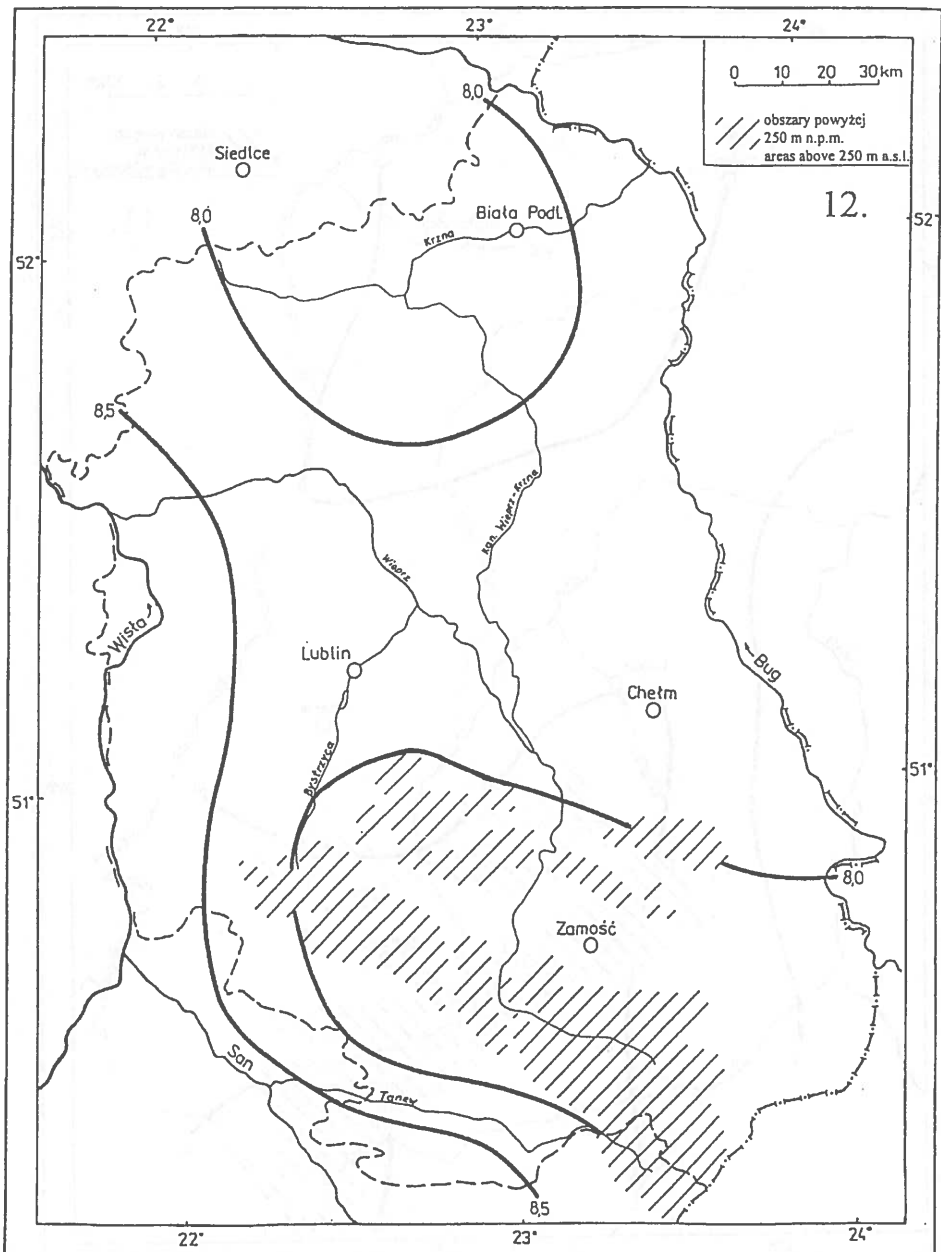 22° 23° 24°
0 10 20 30 km
obszary powyżej
250 m n.p.m.
areas above 250 m a.s.l.
12.
8,0
Siedlce
Biała Podl.
Krzna
8,0
52°
52°
8,5
Kan. Wieprz-Krzna
Wieprz
Wisła
Lublin
Bug
Chełm
Bystrzyca
51°
51°
8,0
Zamość
San
Tanew
8,5
22° 23° 24°